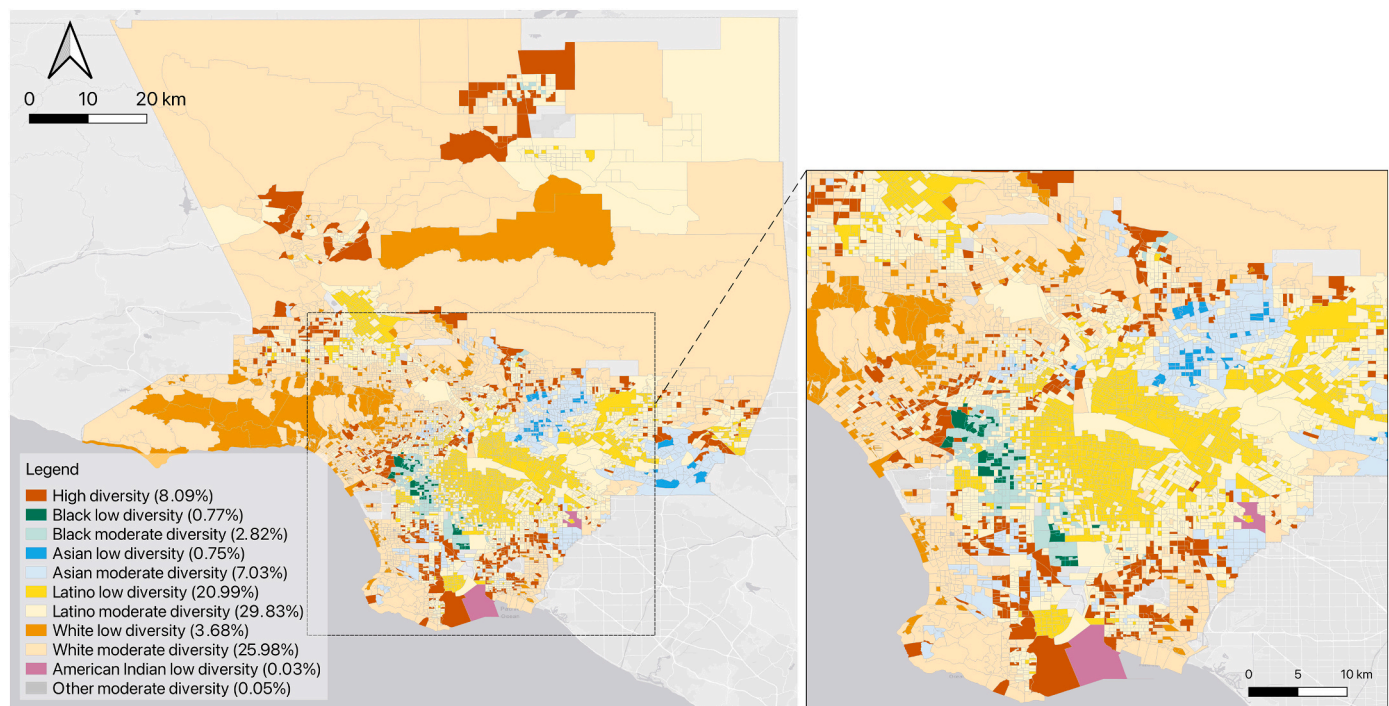 0 10 20 km
Legend
High diversity (8.09%)
Black low diversity (0.77%)
Black moderate diversity (2.82%)
Asian low diversity (0.75%)
Asian moderate diversity (7.03%)
Latino low diversity (20.99%)
Latino moderate diversity (29.83%)
White low diversity (3.68%)
White moderate diversity (25.98%)
American Indian low diversity (0.03%)
Other moderate diversity (0.05%)
0 5 10 km